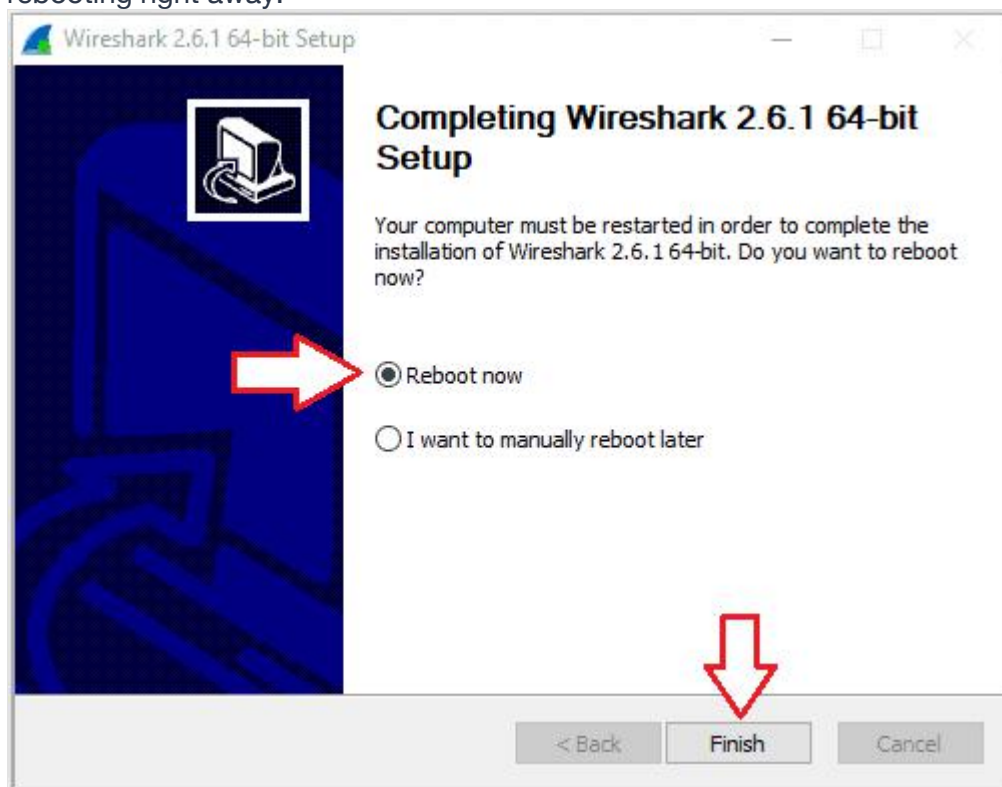 rebooting right away.
Wireshark 2.6.1 64-bit Setup
Completing Wireshark 2.6.1 64-bit
Setup
Your computer must be restarted in order to complete the
installation of Wireshark 2.6.1 64-bit. Do you want to reboot
now?
Reboot now
I want to manually reboot later
< Back Finish Cancel